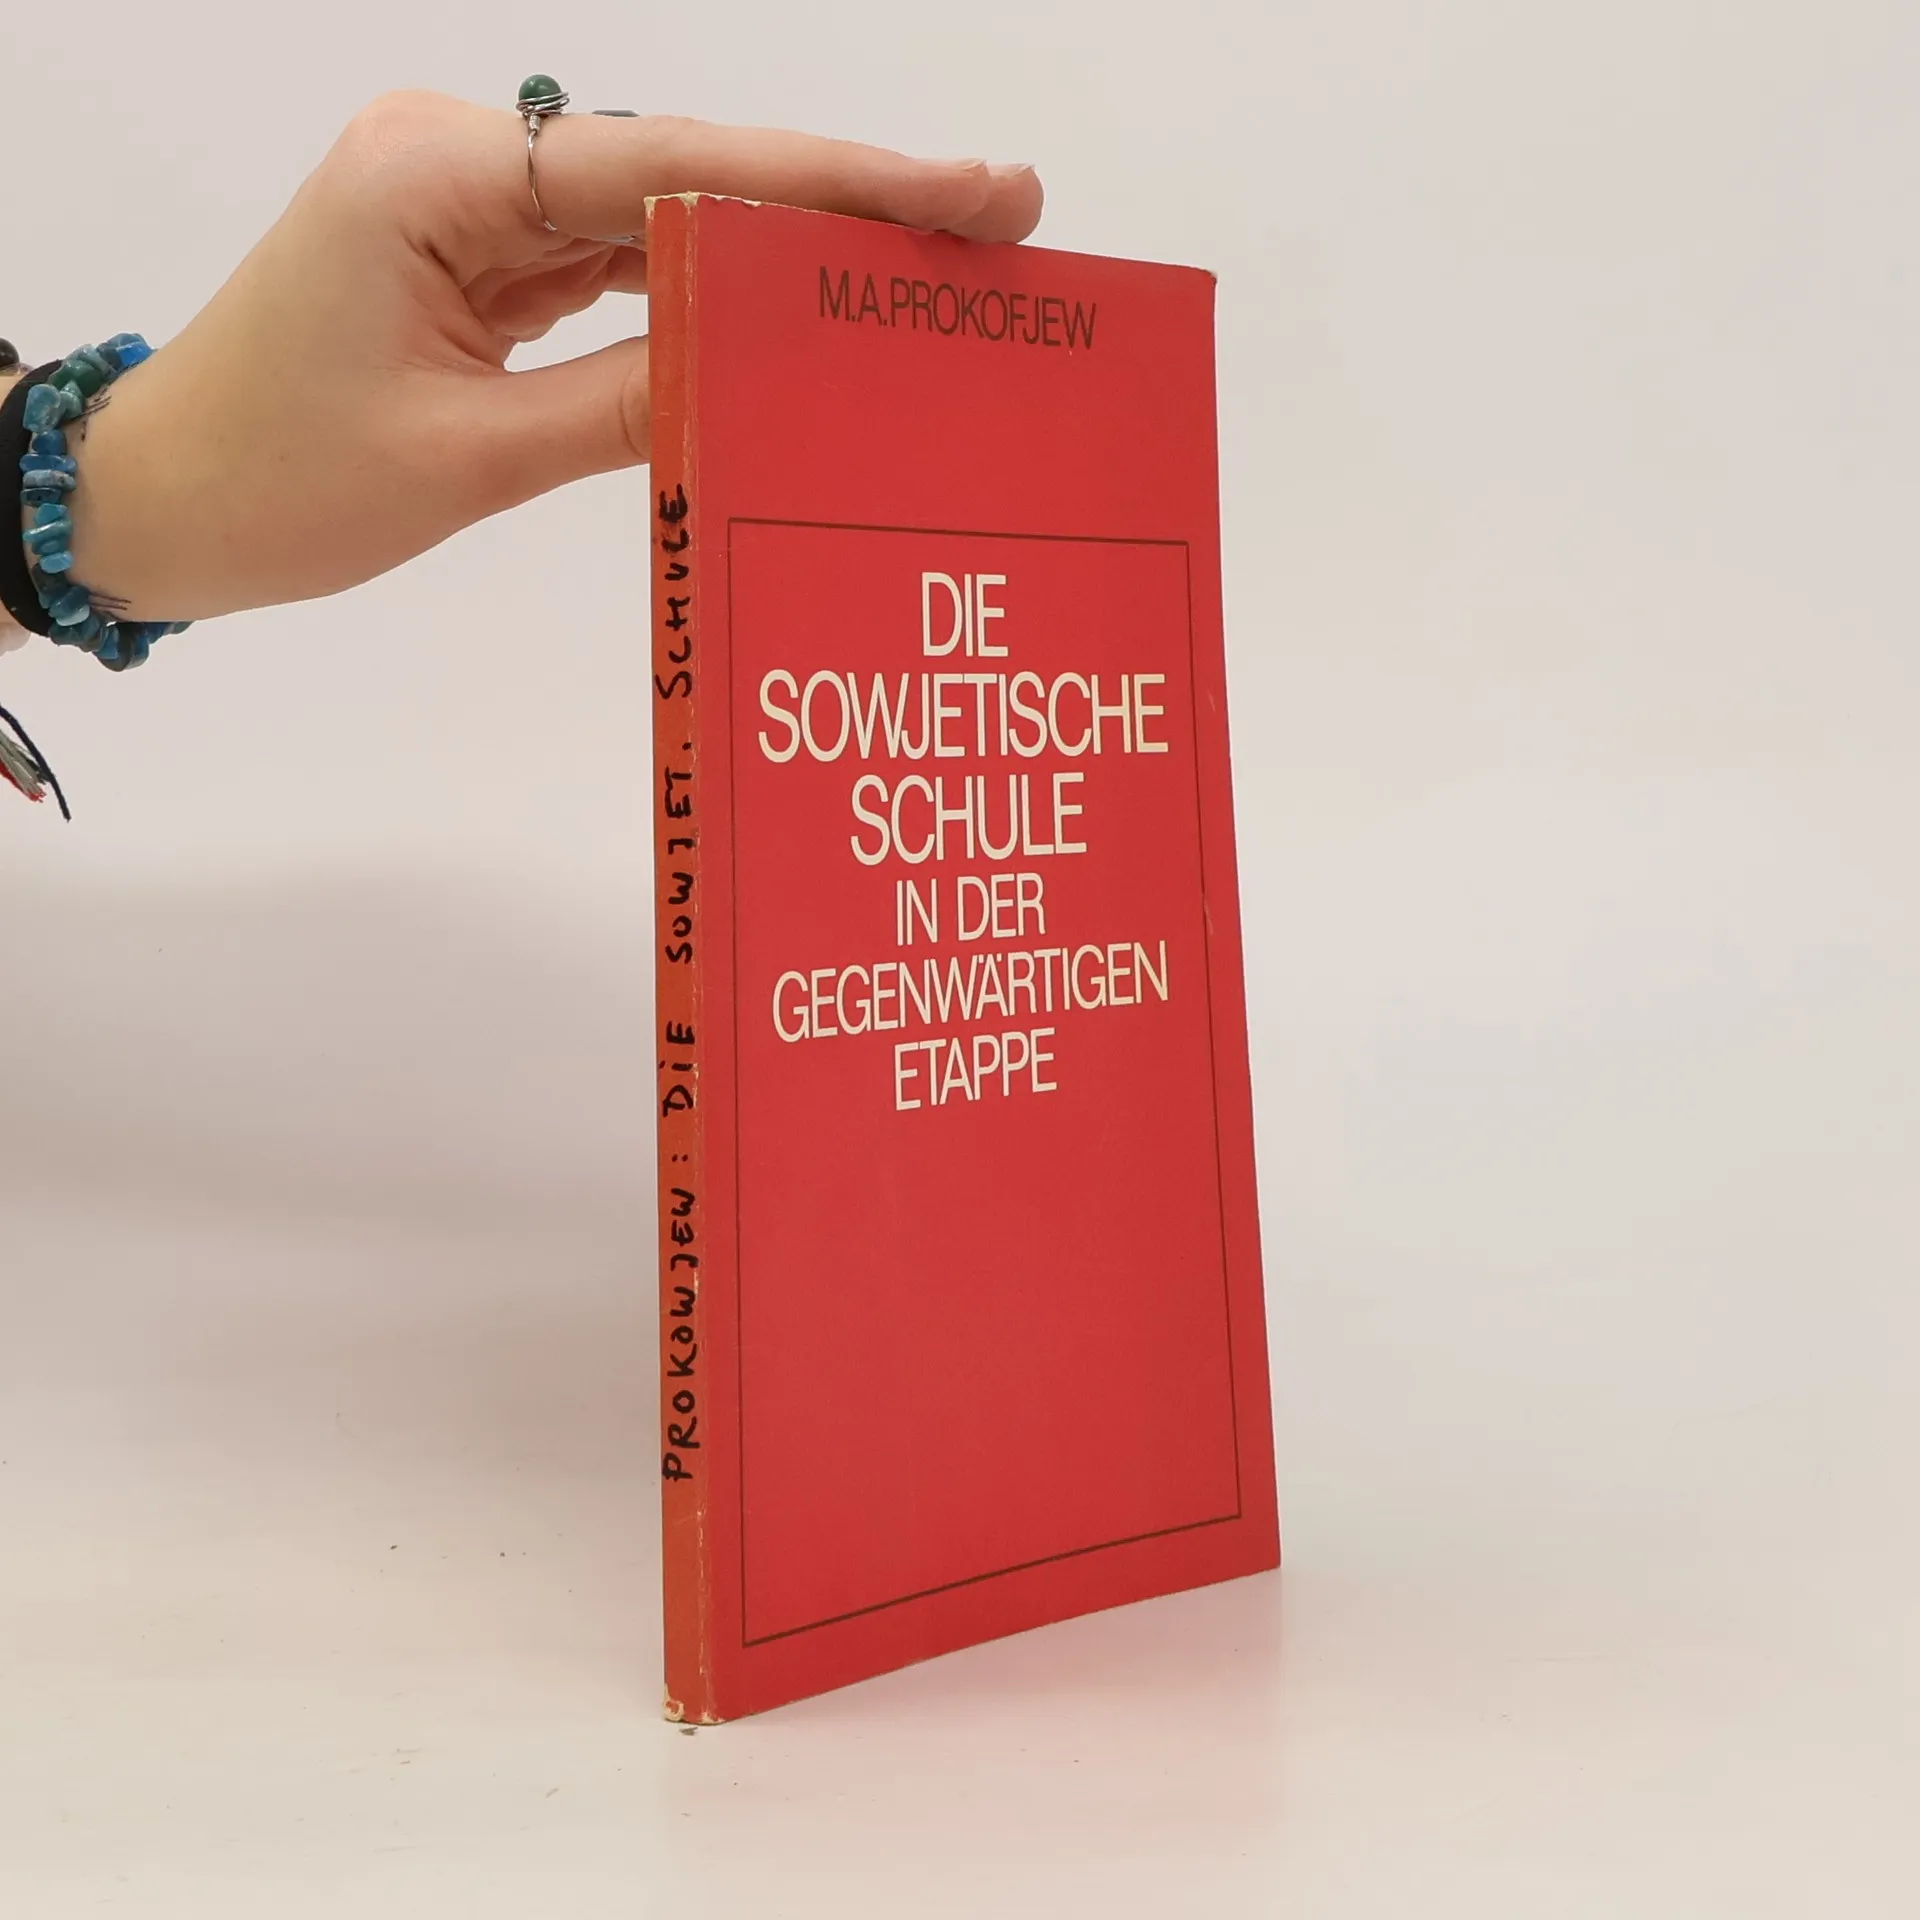 M.A. PROKOFJEW
DIE
SOWJETISCHE
SCHULE
IN DER
GEGENWÄRTIGEN
ETAPPE
PROKOWJEW: DIE SOWJET. SCHULE